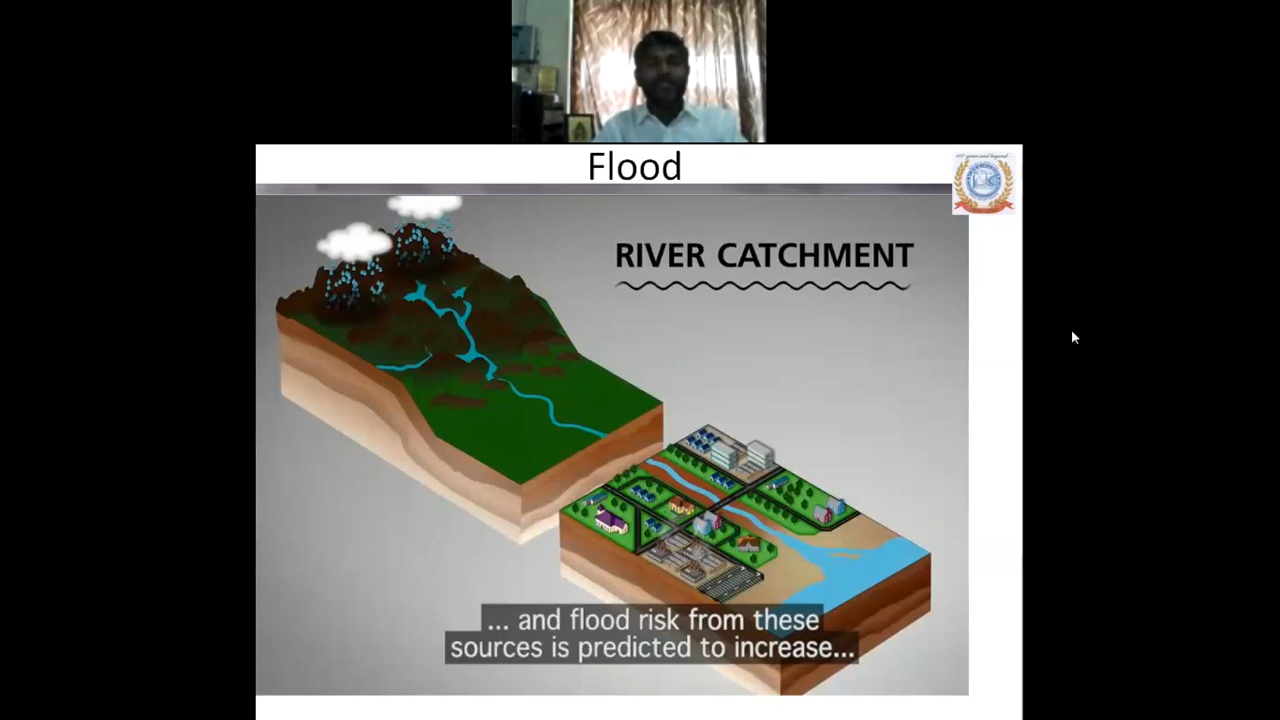 Flood
RIVER CATCHMENT
... and flood risk from these
sources is predicted to increase...